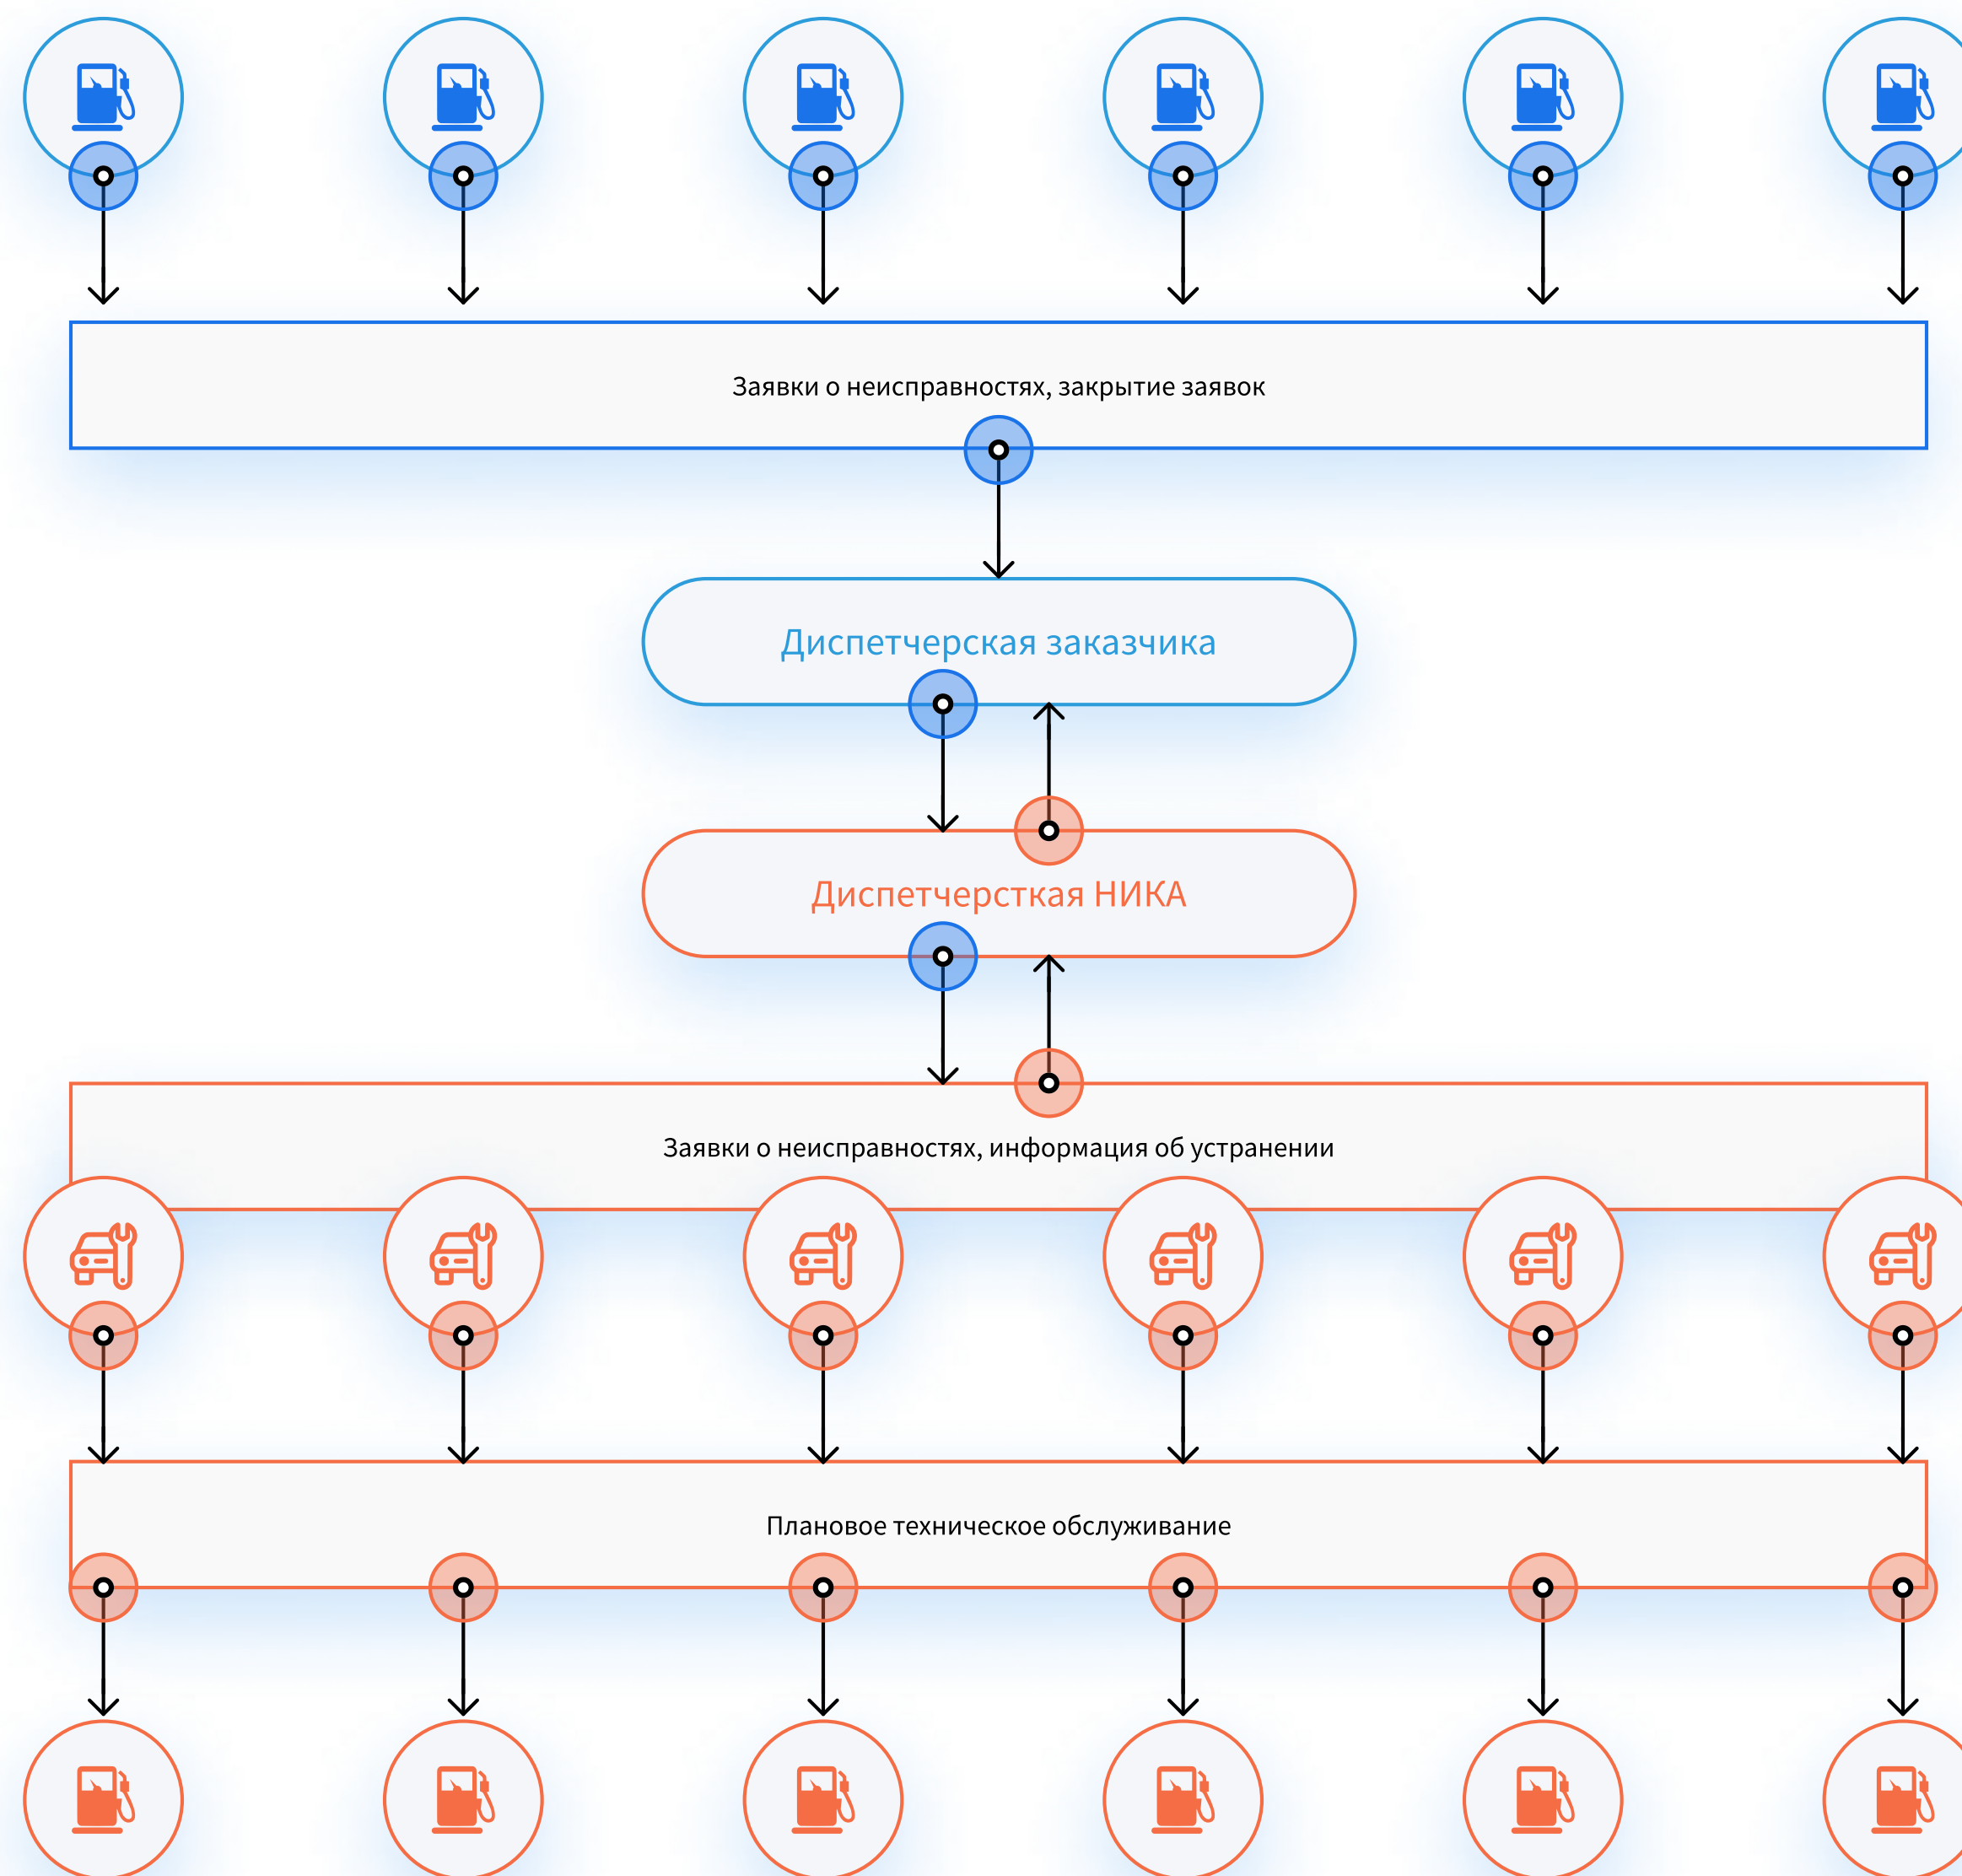 Заявки о неисправностях, закрытие заявок
Диспетчерская заказчика
Диспетчерсткая НИКА
Заявки о неисправностях, информация об устранении
Плановое техническое обслуживание